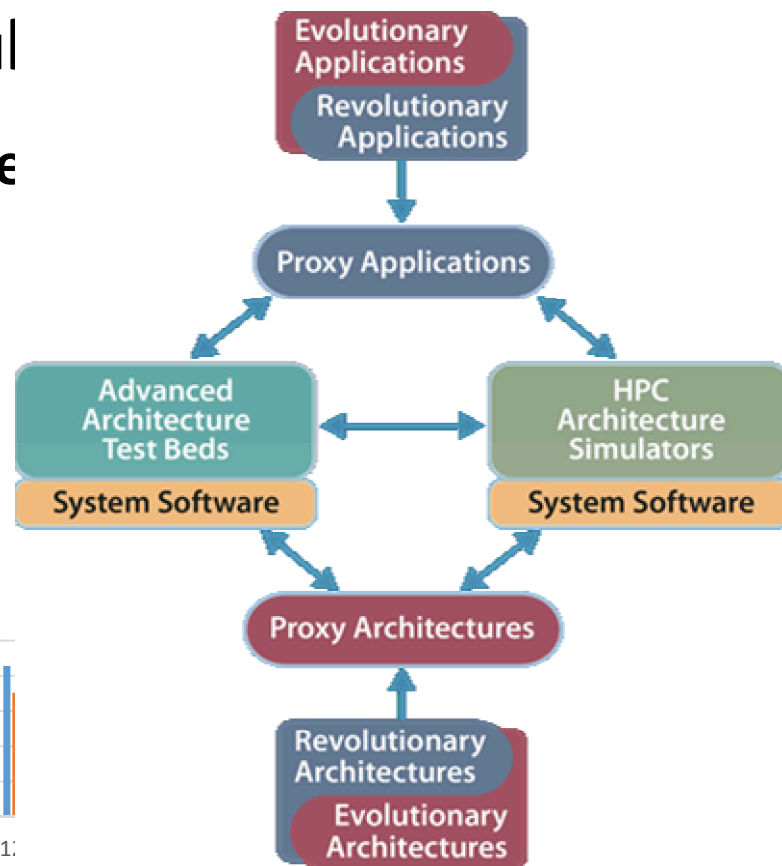 Evolutionary
Applications
Revolutionary
Applications
Proxy Applications
Advanced
Architecture
Test Beds
HPC
Architecture
Simulators
System Software
System Software
Proxy Architectures
Revolutionary
Architectures
Evolutionary
Architectures